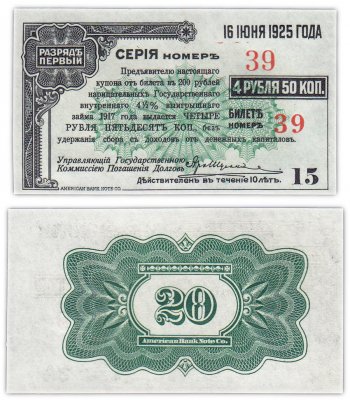 РАЗРЯДЪ
ПЕРВЫЙ
16 ІЮНЯ 1925 ГОДА
СЕРІЯ НОМЕРЪ 39
Предъявителю настоящаго
купона отъ билета въ 200 рублей
нарицательныхъ Государственнаго
внутренняго 4½% выигрышнаго
займа 1917 года выдается ЧЕТЫРЕ
РУБЛЯ ПЯТЬДЕСЯТЪ КОП. безъ
удержанія сбора съ доходовъ отъ денежныхъ капиталовъ.
4 РУБЛЯ 50 КОП.
БИЛЕТЪ
НОМЕРЪ 39
Управляющій Государственною
Коммиссіею Погашенія Долговъ
Дѣйствителенъ въ теченіе 10 лѣтъ.
15
AMERICAN BANK NOTE CO.
20
American Bank Note Co.